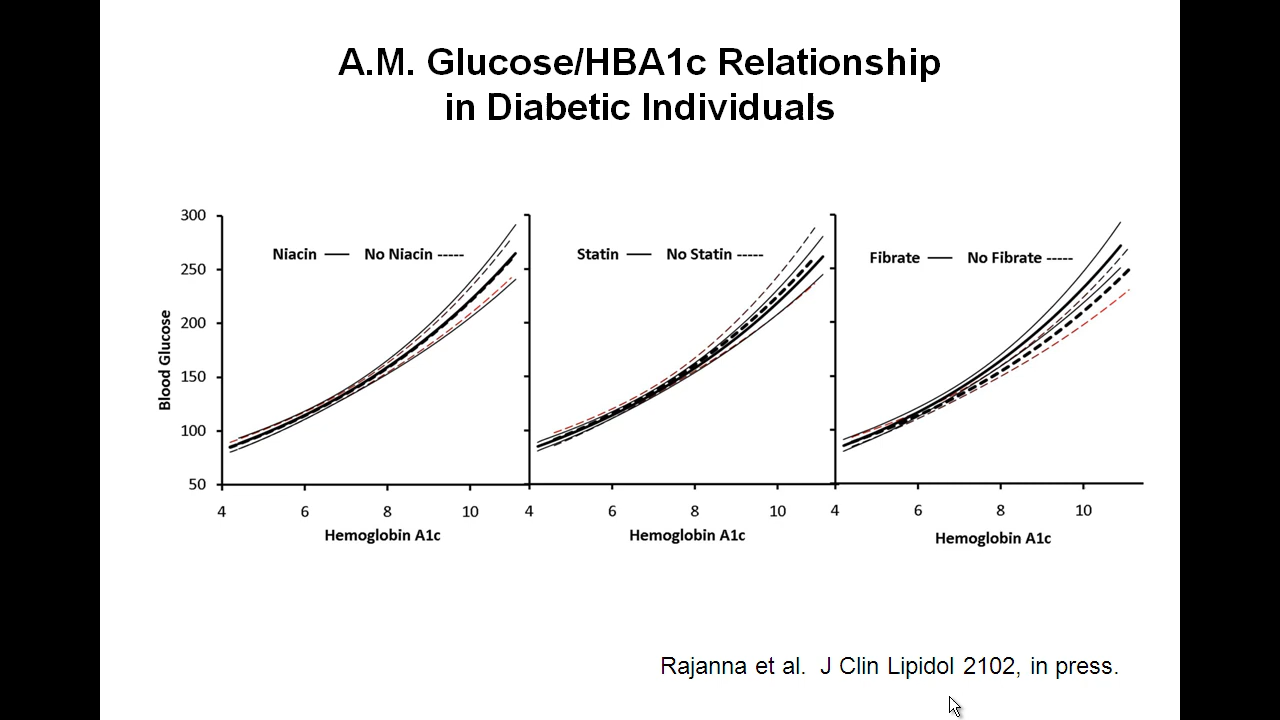 A.M. Glucose/HBA1c Relationship
in Diabetic Individuals
300
250
200
150
100
50
Blood Glucose
Niacin — No Niacin -----
4 6 8 10
Hemoglobin A1c
Statin — No Statin -----
4 6 8 10
Hemoglobin A1c
Fibrate — No Fibrate -----
4 6 8 10
Hemoglobin A1c
Rajanna et al. J Clin Lipidol 2102, in press.